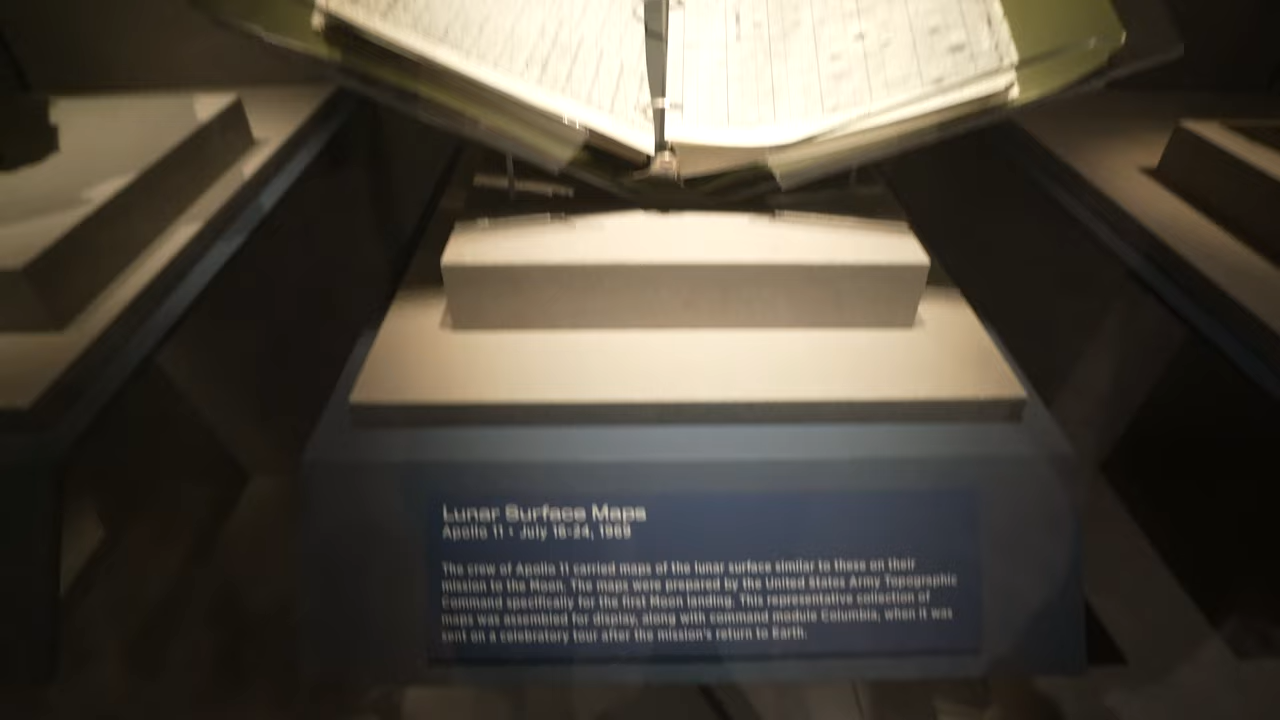 Lunar Surface Maps
Apollo 11 • July 16-24, 1969
The crew of Apollo 11 carried maps of the lunar surface similar to these on their
mission to the Moon. The maps were prepared by the United States Army Topographic
Command specifically for the first Moon landing. This representative collection of
maps was assembled for display, along with command module Columbia, when it was
sent on a celebratory tour after the mission's return to Earth.